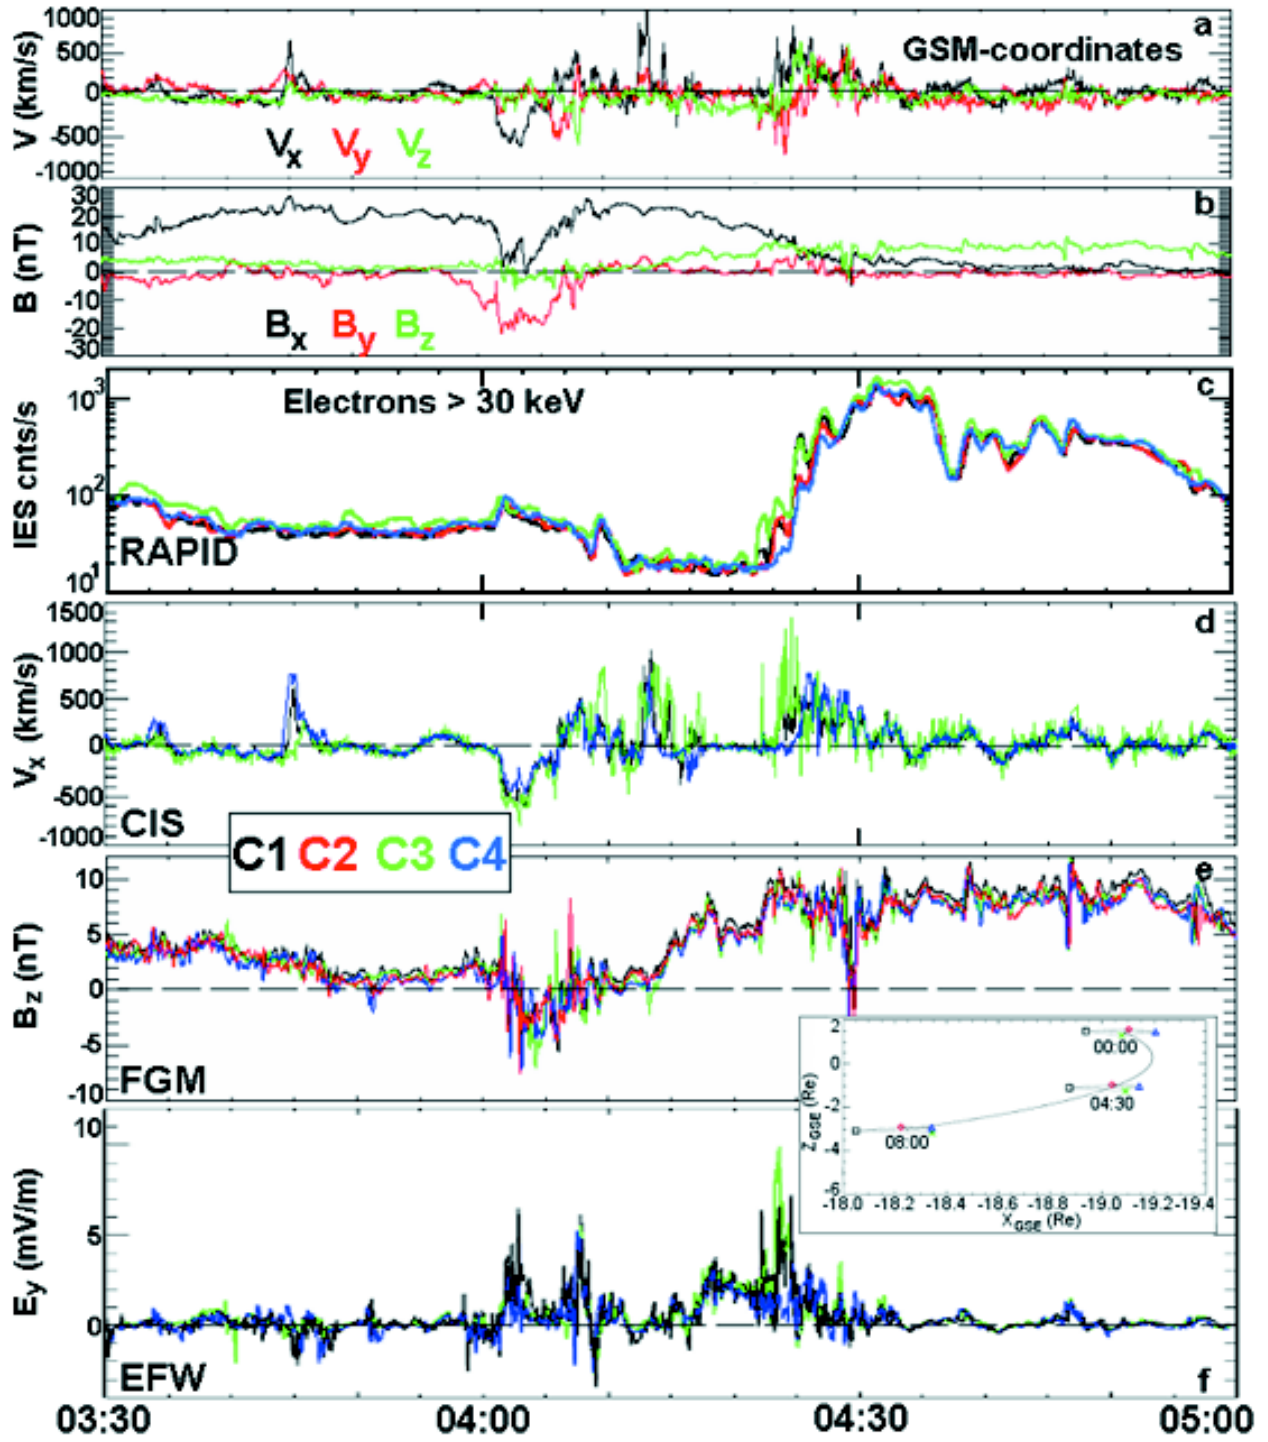 a
GSM-coordinates
V (km/s)
1000
500
0
-500
-1000
Vx Vy Vz
b
B (nT)
30
20
10
0
-10
-20
-30
Bx By Bz
c
Electrons > 30 keV
IES cnts/s
10^3
10^2
10^1
RAPID
d
Vx (km/s)
1500
1000
500
0
-500
-1000
CIS
C1 C2 C3 C4
e
Bz (nT)
10
5
0
-5
-10
FGM
ZGSE (Re)
2
0
-2
-4
-6
00:00
04:30
08:00
-18.0 -18.2 -18.4 -18.6 -18.8 -19.0 -19.2 -19.4
XGSE (Re)
Ey (mV/m)
10
5
0
EFW
f
03:30 04:00 04:30 05:00